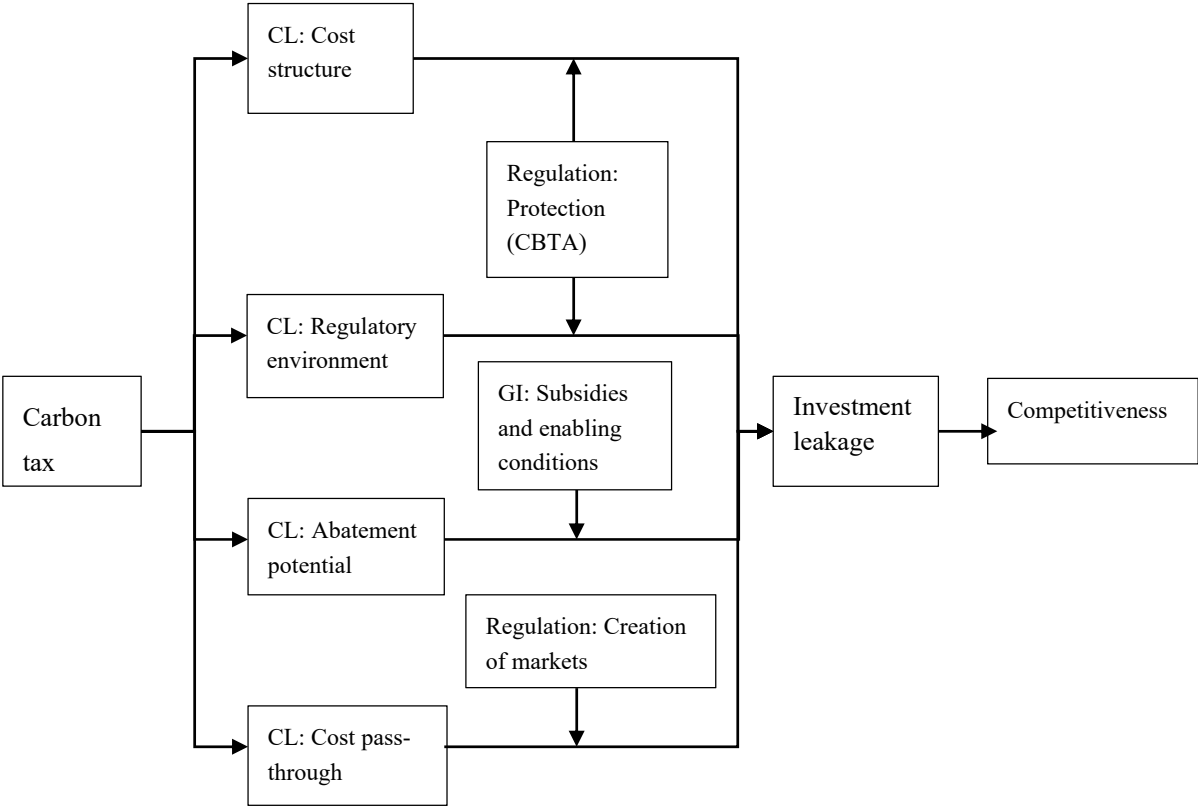 CL: Cost
structure
Regulation:
Protection
(CBTA)
CL: Regulatory
environment
GI: Subsidies
and enabling
conditions
Carbon
tax
Investment
leakage
Competitiveness
CL: Abatement
potential
Regulation: Creation
of markets
CL: Cost pass-
through